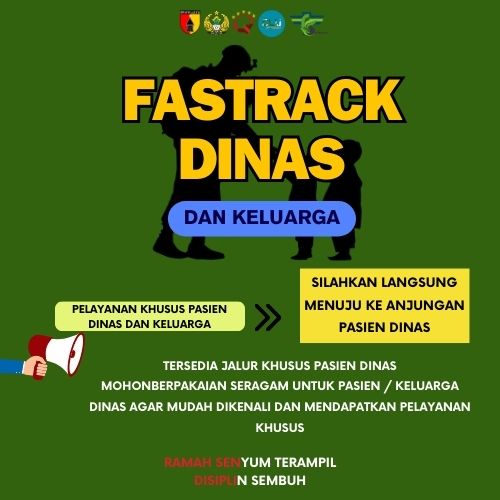 FASTRACK
DINAS
DAN KELUARGA
PELAYANAN KHUSUS PASIEN
DINAS DAN KELUARGA
SILAHKAN LANGSUNG
MENUJU KE ANJUNGAN
PASIEN DINAS
TERSEDIA JALUR KHUSUS PASIEN DINAS
MOHONBERPAKAIAN SERAGAM UNTUK PASIEN / KELUARGA
DINAS AGAR MUDAH DIKENALI DAN MENDAPATKAN PELAYANAN
KHUSUS
RAMAH SENYUM TERAMPIL
DISIPLIN SEMBUH